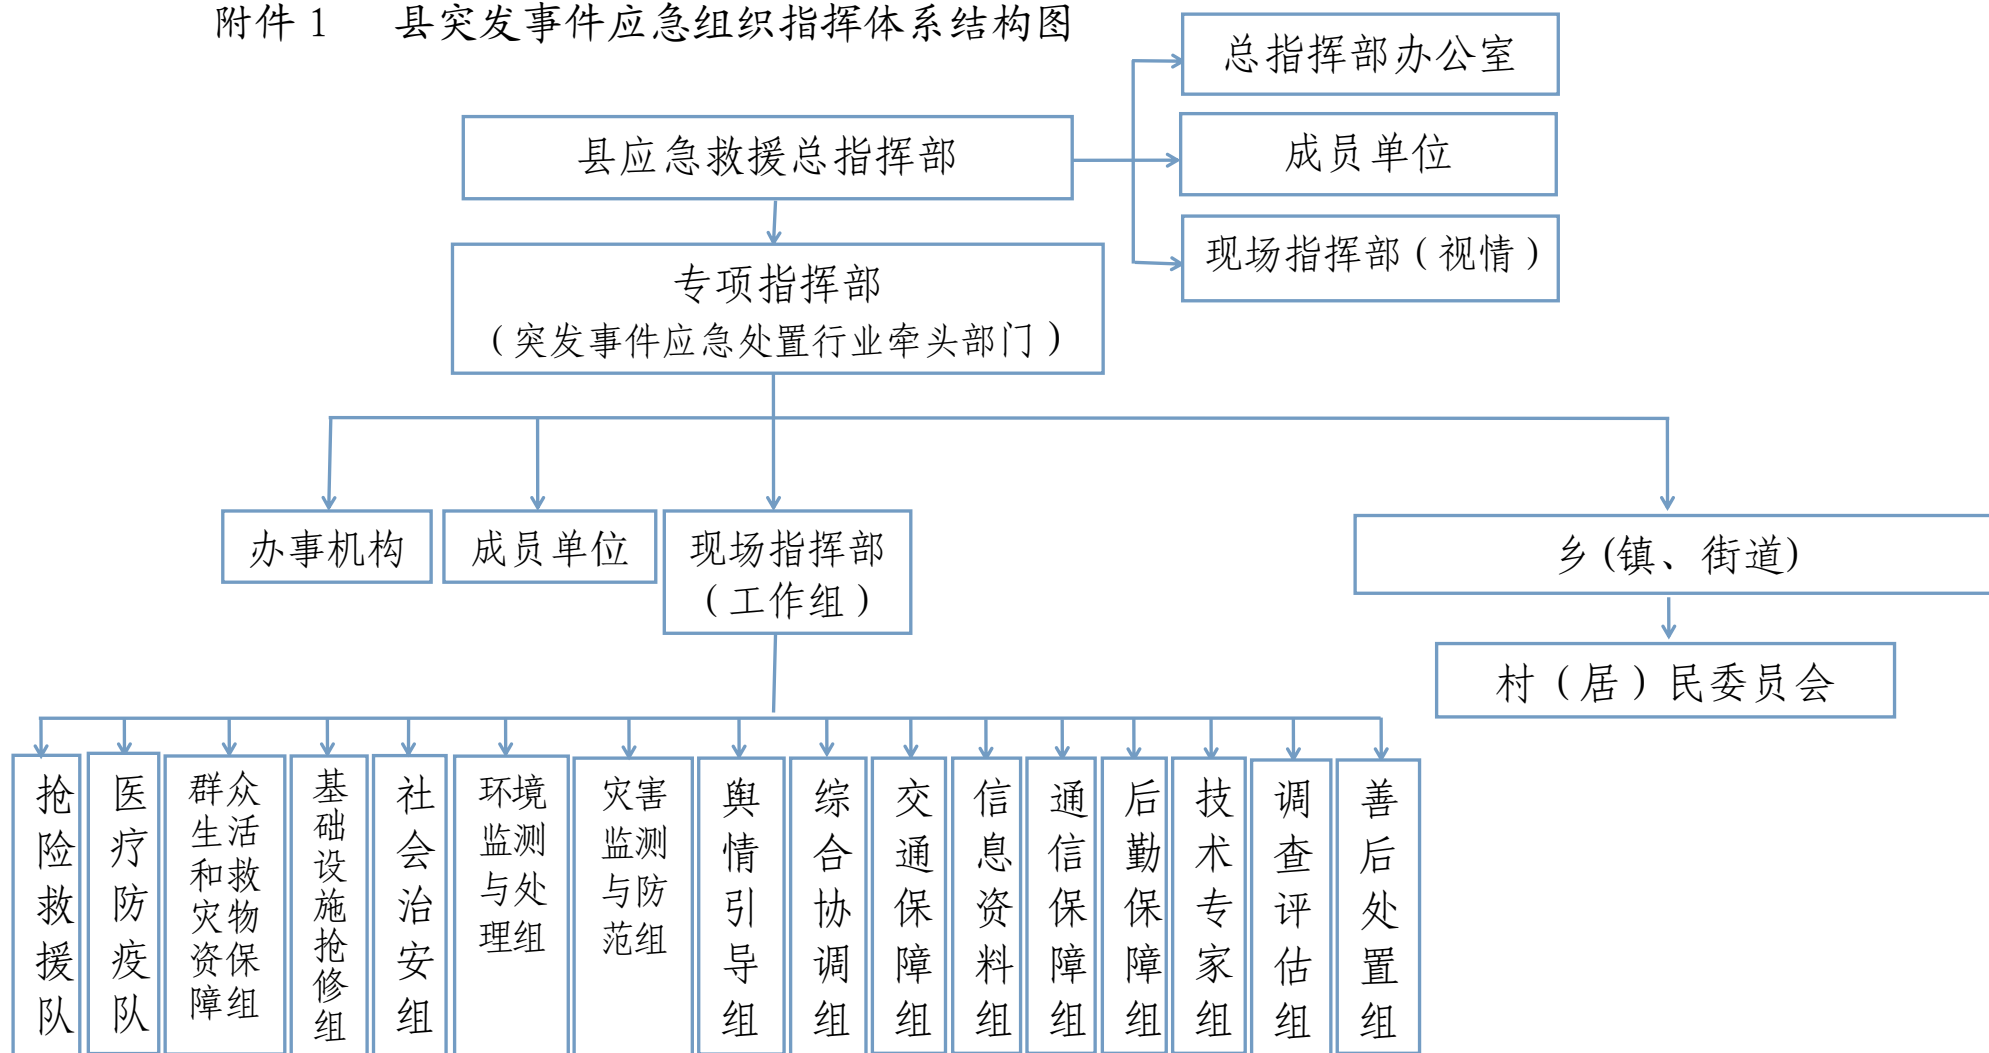 附件 1 县突发事件应急组织指挥体系结构图
总指挥部办公室
县应急救援总指挥部
成员单位
现场指挥部（视情）
专项指挥部
（突发事件应急处置行业牵头部门）
办事机构
成员单位
现场指挥部
（工作组）
乡(镇、街道)
村（居）民委员会
抢险救援队
医疗防疫队
群众
生活
和救
灾物
资保
障组
基础设施抢修组
社会治安组
环境
监测
与处
理组
灾害
监测
与防
范组
舆情引导组
综合协调组
交通保障组
信息资料组
通信保障组
后勤保障组
技术专家组
调查评估组
善后处置组